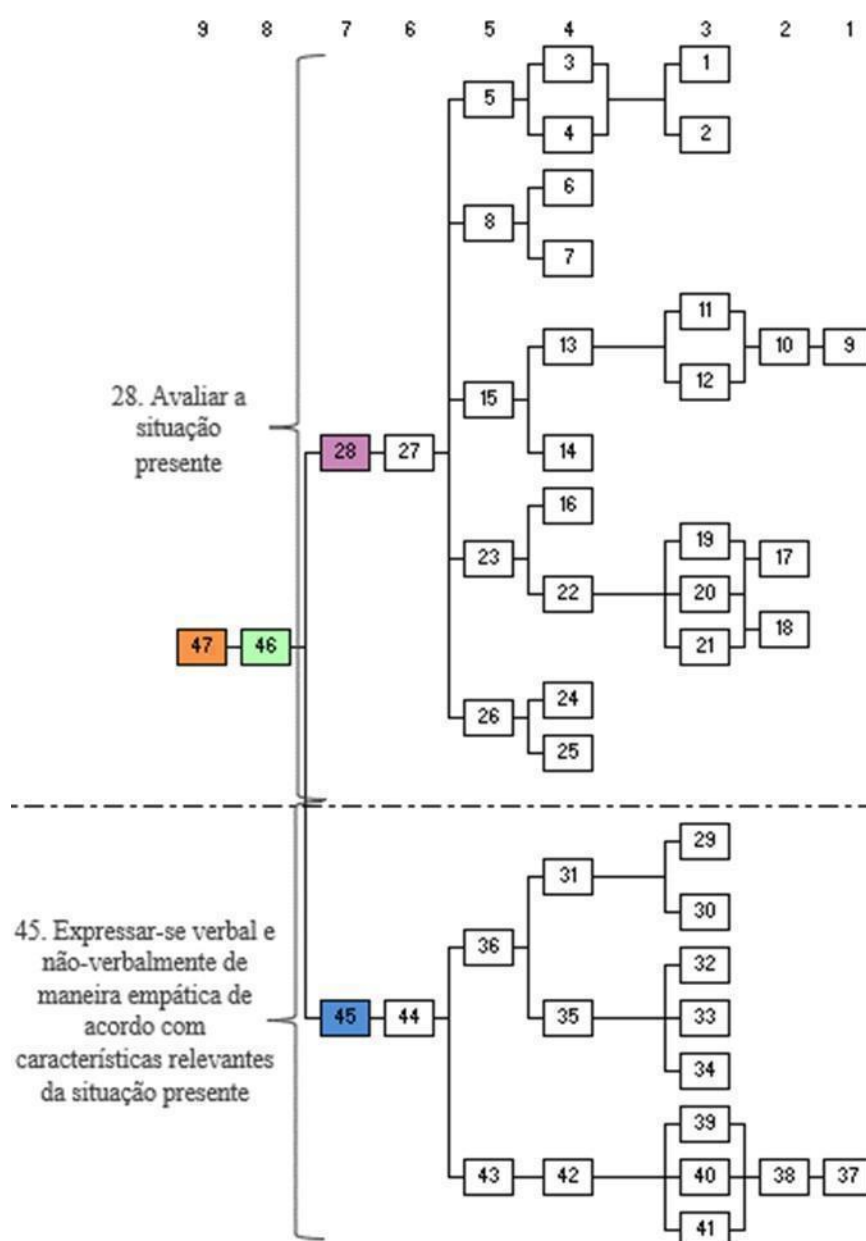 9 8 7 6 5 4 3 2 1
3 1
5
4 2
6
8
7
11
13 10 9
12
15
28. Avaliar a
situação
presente
28 27 14
16
19
23 17
22 20
18
47 46 21
24
26
25
29
31
30
45. Expressar-se verbal e
não-verbalmente de
maneira empática de
acordo com
características relevantes
da situação presente
36
32
45 44 35 33
34
39
43 42 40 38 37
41